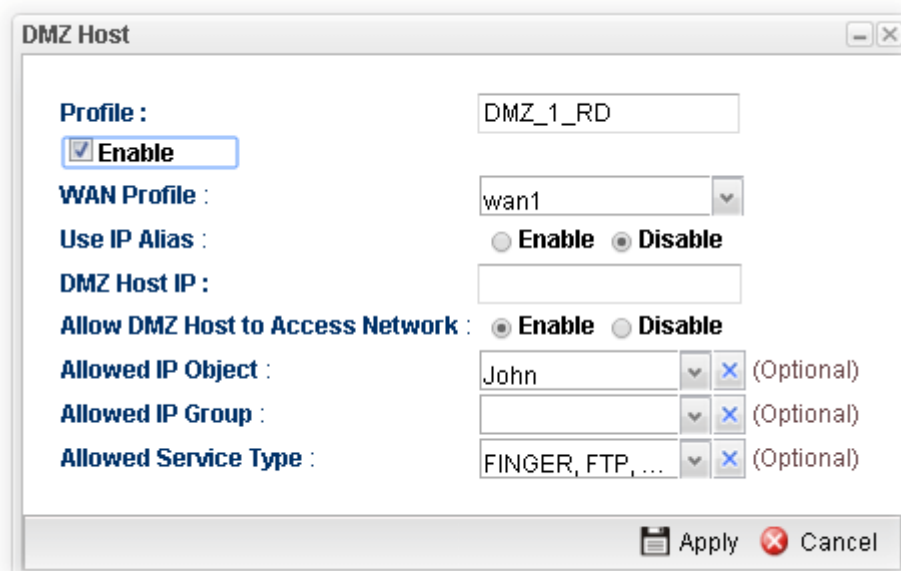 DMZ Host
Profile : DMZ_1_RD
Enable
WAN Profile : wan1
Use IP Alias : Enable Disable
DMZ Host IP :
Allow DMZ Host to Access Network : Enable Disable
Allowed IP Object : John (Optional)
Allowed IP Group : (Optional)
Allowed Service Type : FINGER, FTP, ... (Optional)
Apply Cancel